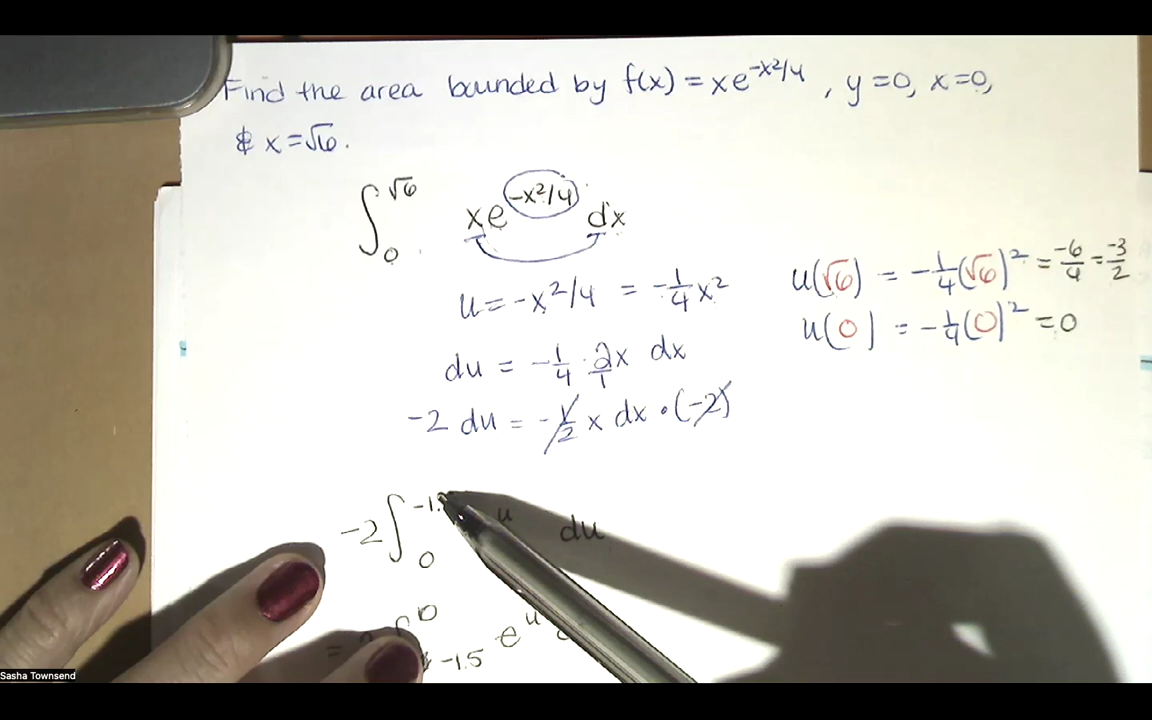 Find the area bounded by f(x) = xe^(-x²/4), y=0, x=0,
& x=√6.
∫₀^√6 xe^(-x²/4) dx
u = -x²/4 = -1/4 x²
u(√6) = -1/4(√6)² = -6/4 = -3/2
u(0) = -1/4(0)² = 0
du = -1/4 · 2/1 x dx
-2 du = -1/2 x dx · (-2)
-2 ∫₀ u du
= ∫ 0 -1.5 e^u
Sasha Townsend